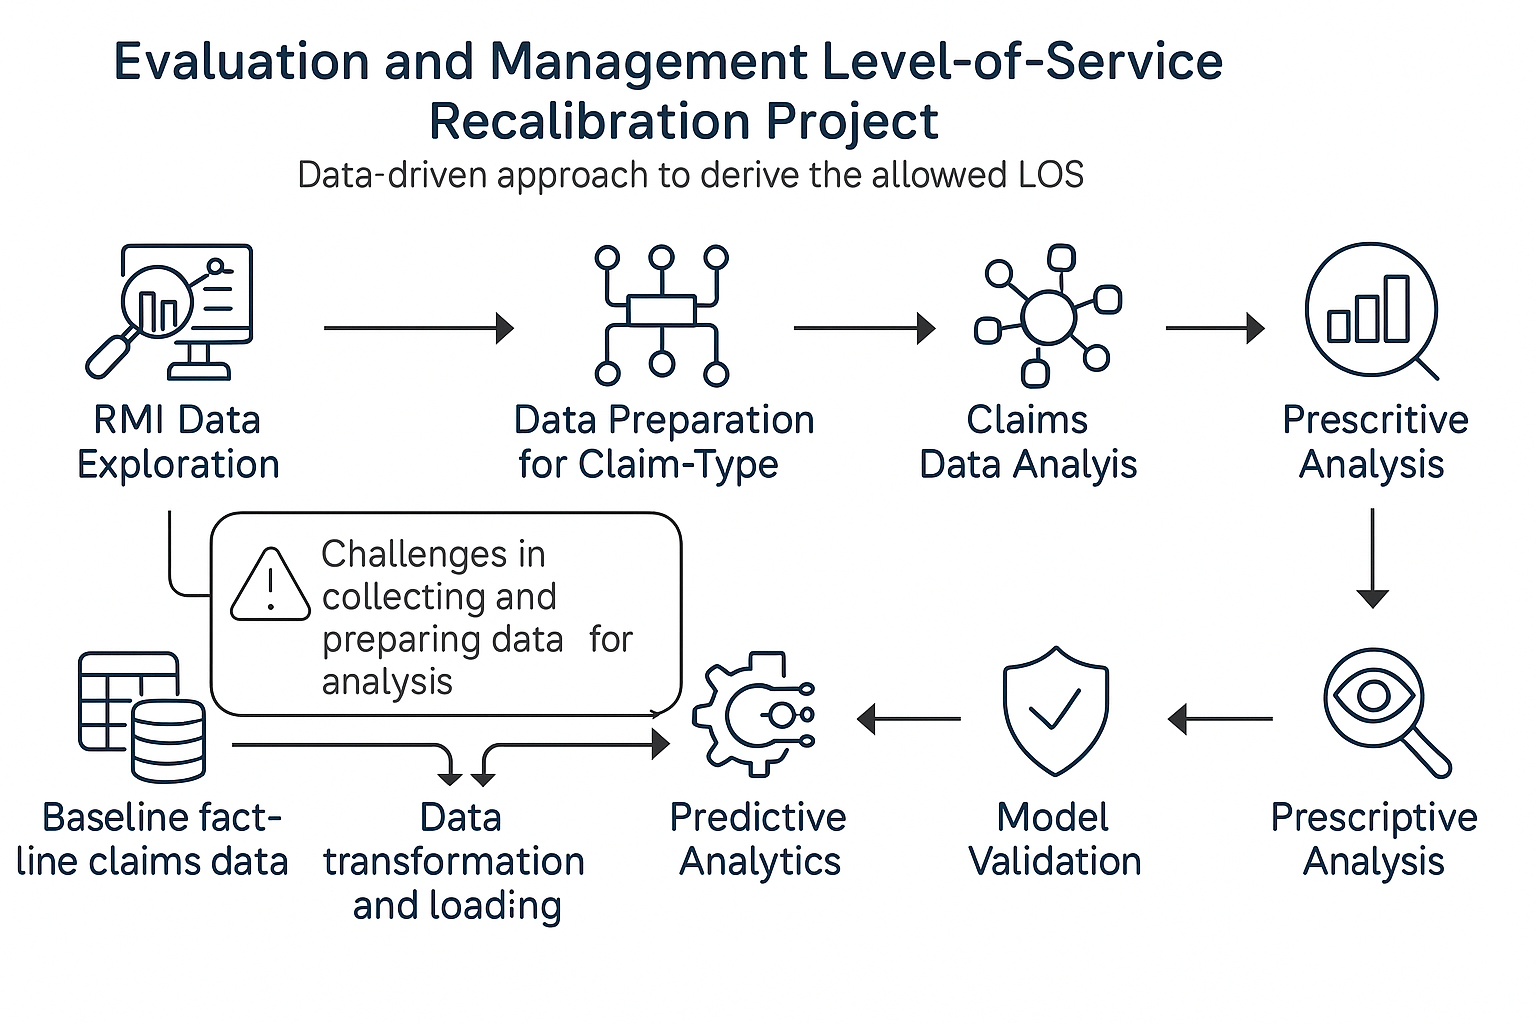 Evaluation and Management Level-of-Service
Recalibration Project
Data-driven approach to derive the allowwed LOS
RMI Data
Exploration
Data Preparation
for Claim-Type
Claims
Data Analyis
Prescritive
Analysis
Challenges in
collecting and
preparing data for
analysis
Baseline fact-
line claims data
Data
transformation
and loading
Predictive
Analytics
Model
Validation
Prescriptive
Analysis